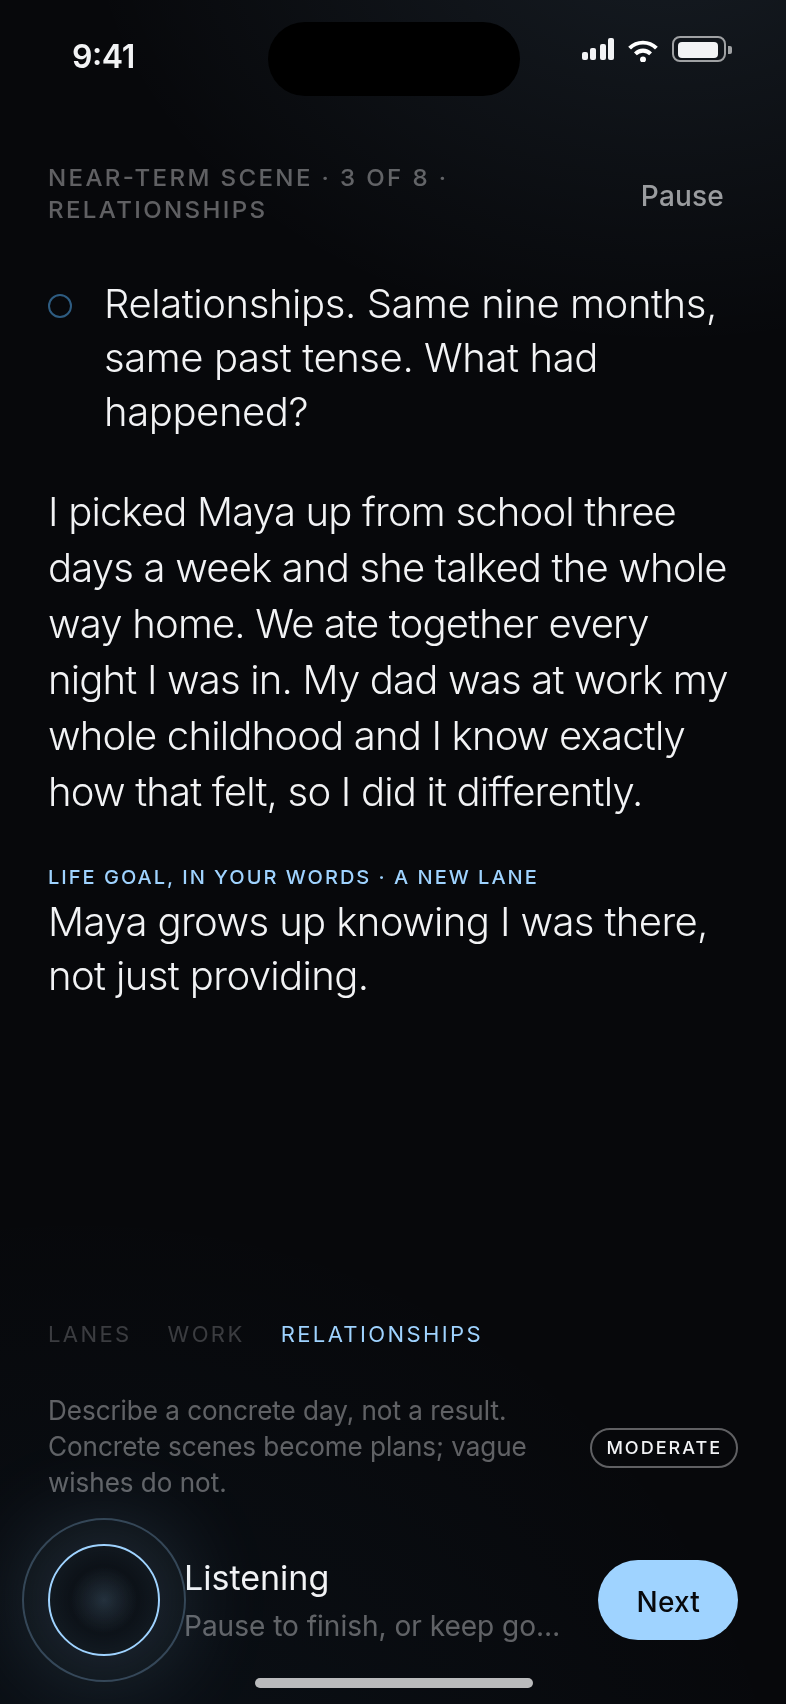 9:41
NEAR-TERM SCENE · 3 OF 8 ·
RELATIONSHIPS
Pause
Relationships. Same nine months,
same past tense. What had
happened?
I picked Maya up from school three
days a week and she talked the whole
way home. We ate together every
night I was in. My dad was at work my
whole childhood and I know exactly
how that felt, so I did it differently.
LIFE GOAL, IN YOUR WORDS · A NEW LANE
Maya grows up knowing I was there,
not just providing.
LANES WORK RELATIONSHIPS
Describe a concrete day, not a result.
Concrete scenes become plans; vague
wishes do not.
MODERATE
Listening
Pause to finish, or keep go...
Next